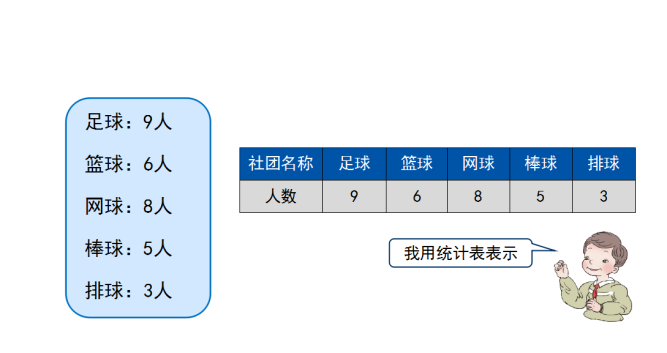 足球：9人
篮球：6人
网球：8人
棒球：5人
排球：3人
社团名称 足球 篮球 网球 棒球 排球
人数 9 6 8 5 3
我用统计表表示